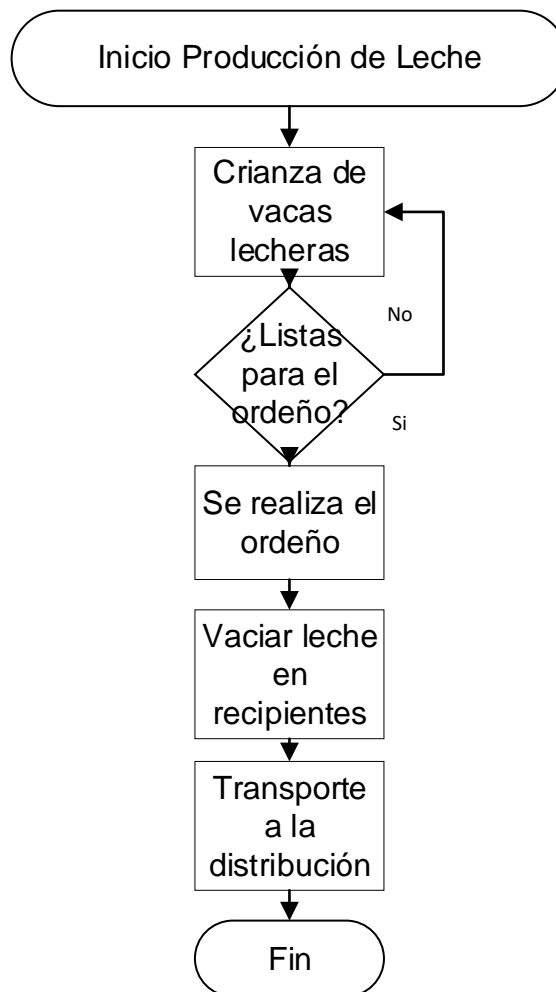 Inicio Producción de Leche
Crianza de
vacas
lecheras
¿Listas
para el
ordeño?
No
Si
Se realiza el
ordeño
Vaciar leche
en
recipientes
Transporte
a la
distribución
Fin